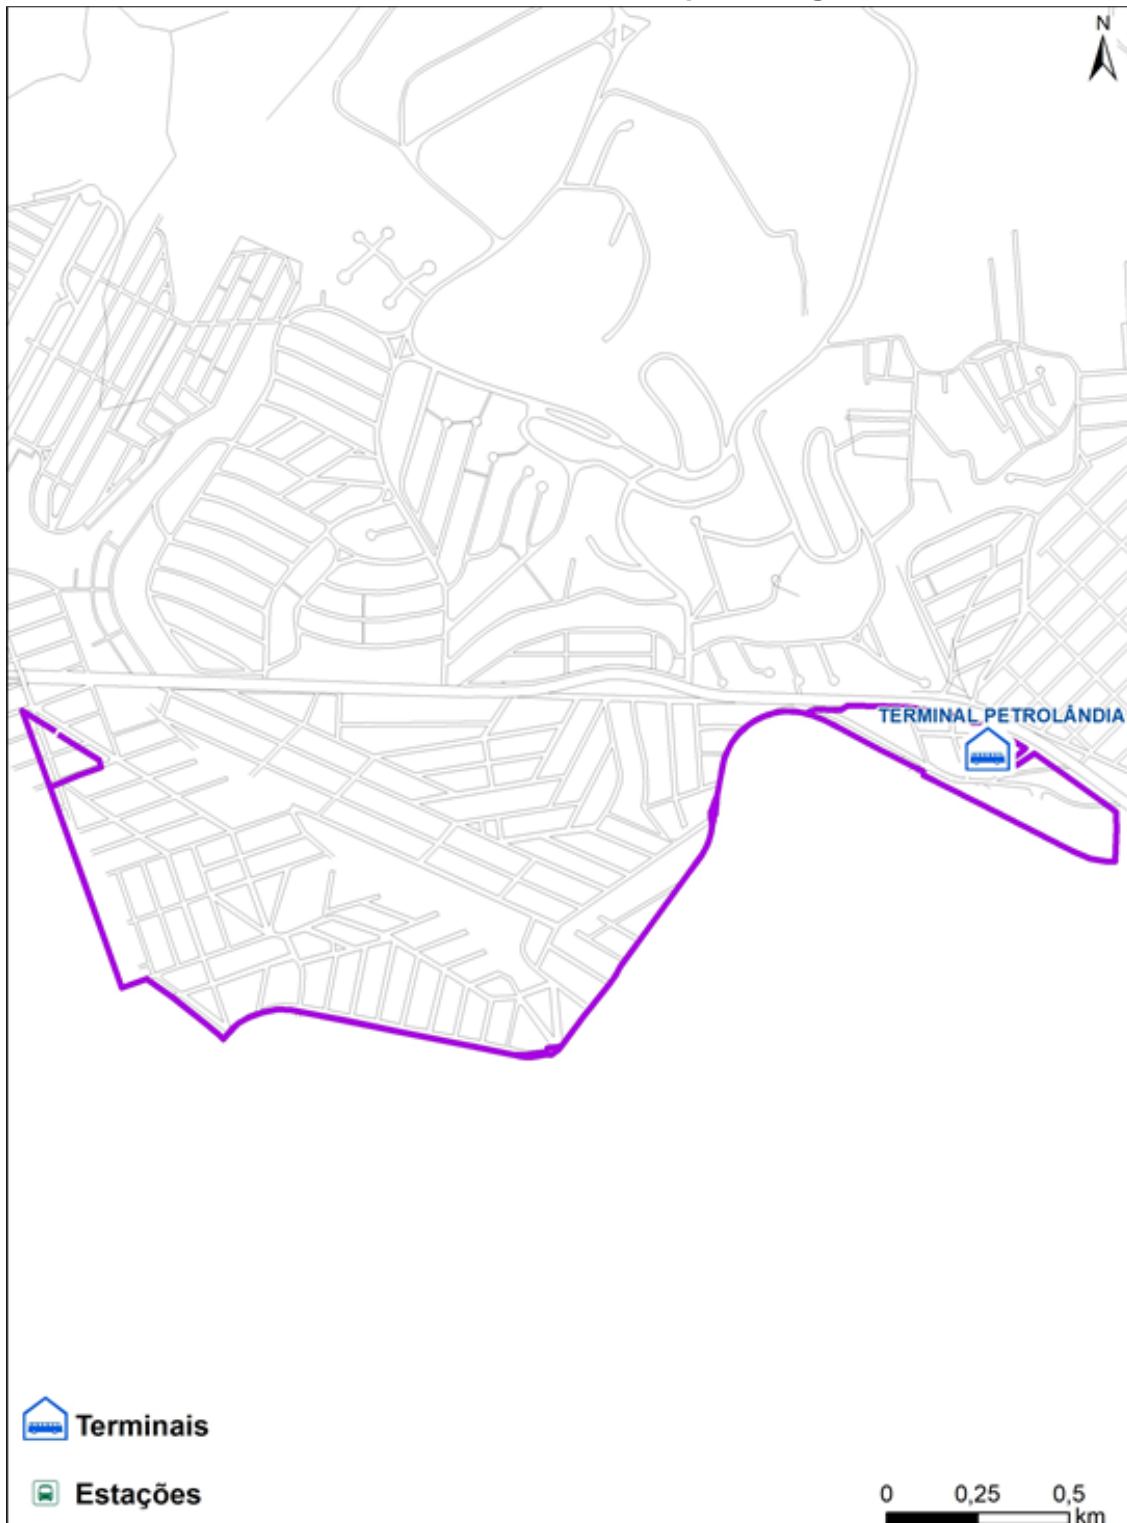 N
TERMINAL PETROLÂNDIA
Terminais
Estações
0 0,25 0,5
km